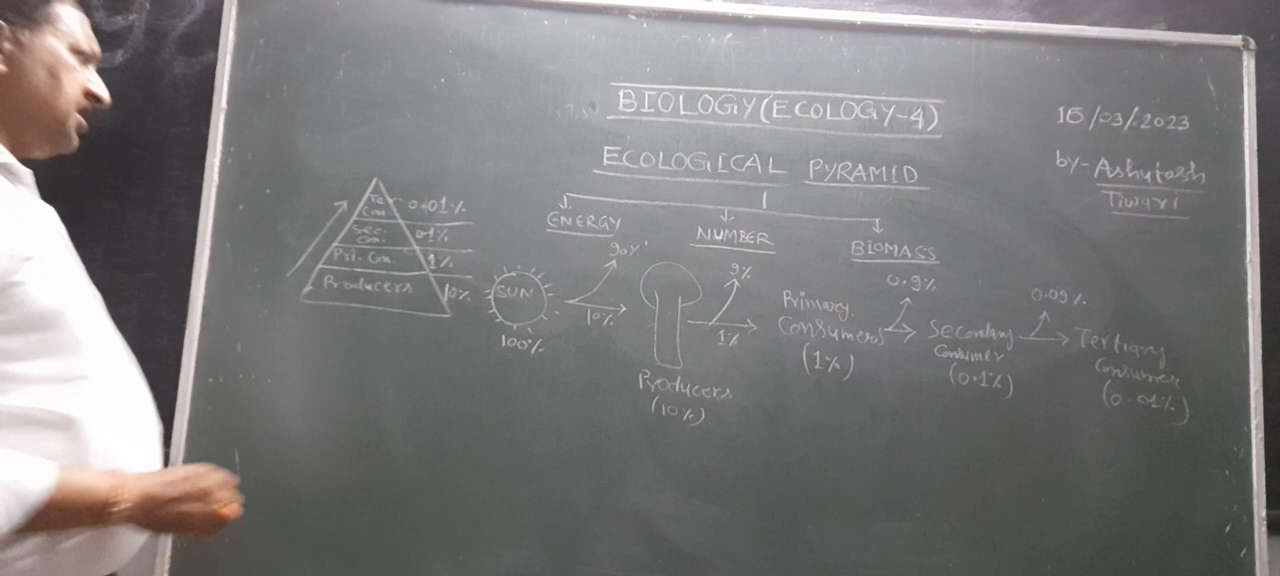 BIOLOGY (ECOLOGY-4)
16/03/2023
by- Ashutosh
Tiwari
ECOLOGICAL PYRAMID
ENERGY
NUMBER
BIOMASS
Ter. Con. 0.01%
Sec. Con. 0.1%
Pri. Con. 1%
Producers 10%
SUN
100%
90%
10%
Producers
(10%)
9%
1%
Primary
Consumers
(1%)
0.9%
Secondary
Consumer
(0.1%)
0.09%
Tertiary
Consumer
(0.01%)